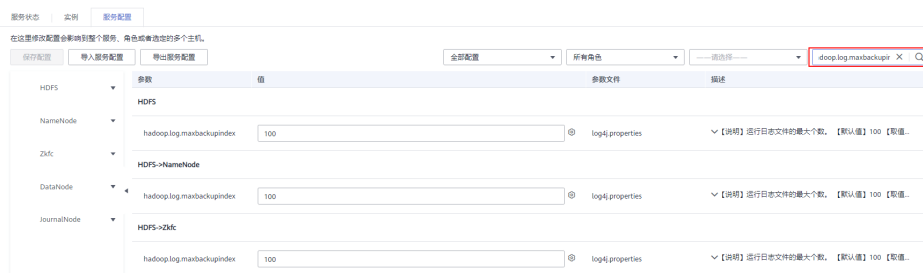 服务状态 实例 服务配置
在这里修改配置会影响到整个服务、角色或者选定的多个主机。
保存配置 导入服务配置 导出服务配置 全部配置 所有角色 ——请选择—— doop.log.maxbackupir
参数 值 参数文件 描述
HDFS
HDFS
NameNode
hadoop.log.maxbackupindex 100 log4j.properties 【说明】运行日志文件的最大个数。 【默认值】100 【取值...
Zkfc
HDFS->NameNode
DataNode
hadoop.log.maxbackupindex 100 log4j.properties 【说明】运行日志文件的最大个数。 【默认值】100 【取值...
JournalNode
HDFS->Zkfc
hadoop.log.maxbackupindex 100 log4j.properties 【说明】运行日志文件的最大个数。 【默认值】100 【取值...